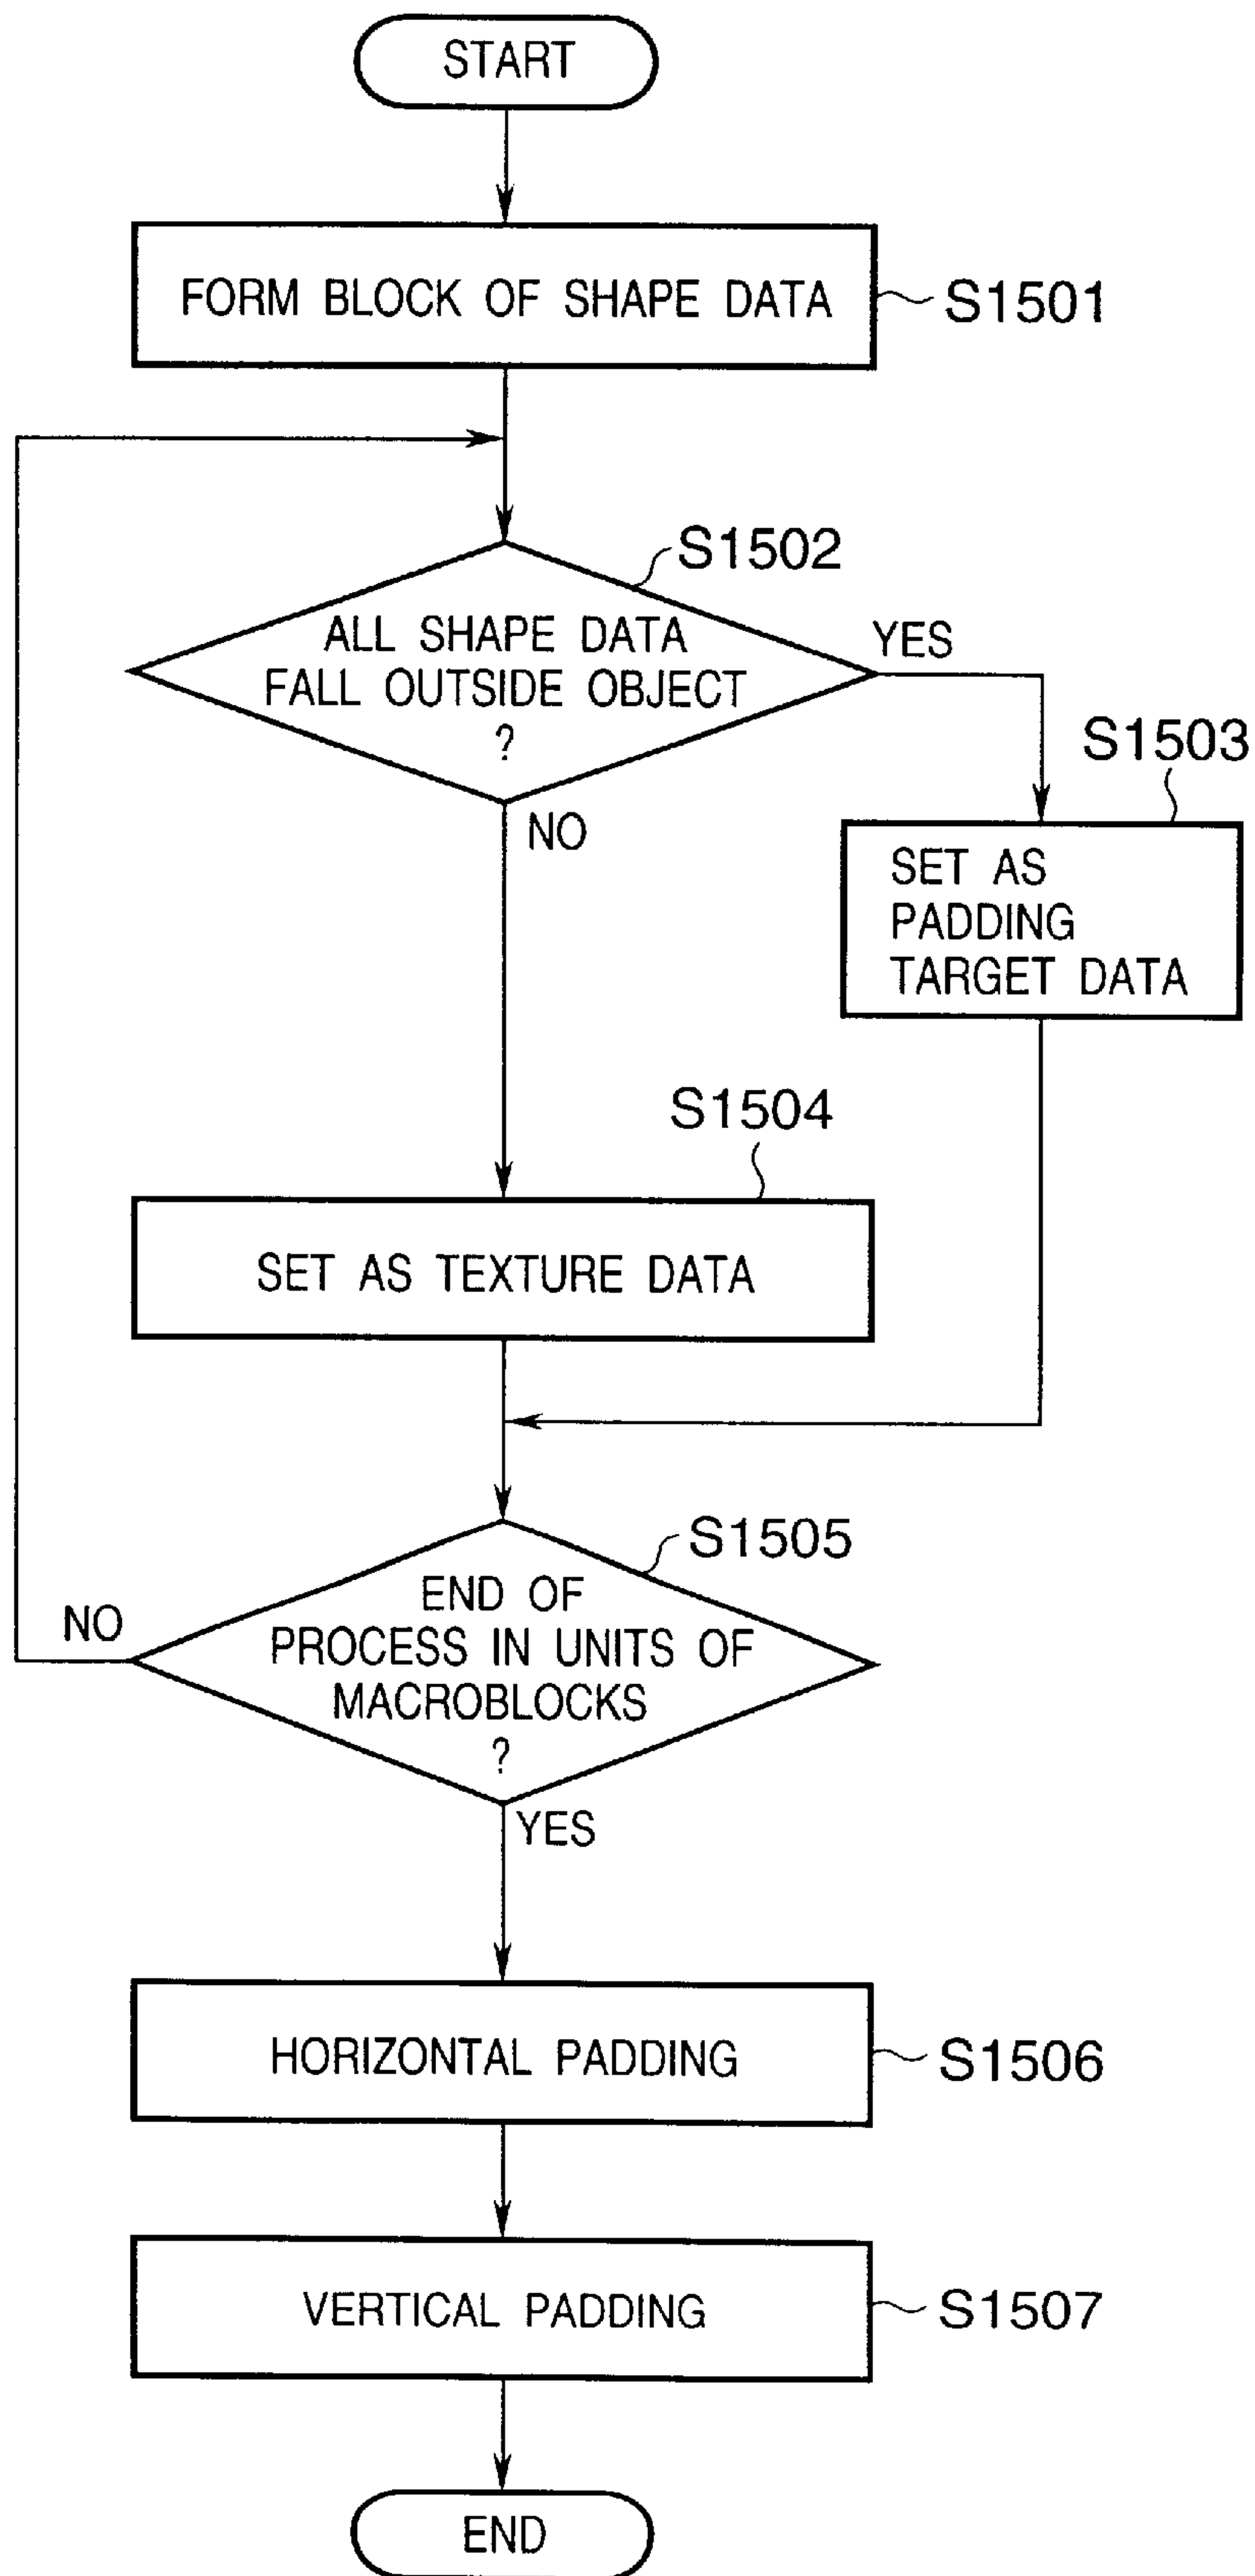 START
FORM BLOCK OF SHAPE DATA
S1501
S1502
ALL SHAPE DATA
FALL OUTSIDE OBJECT
?
YES
NO
S1503
SET AS
PADDING
TARGET DATA
S1504
SET AS TEXTURE DATA
S1505
END OF
PROCESS IN UNITS OF
MACROBLOCKS
?
NO
YES
HORIZONTAL PADDING
S1506
VERTICAL PADDING
S1507
END